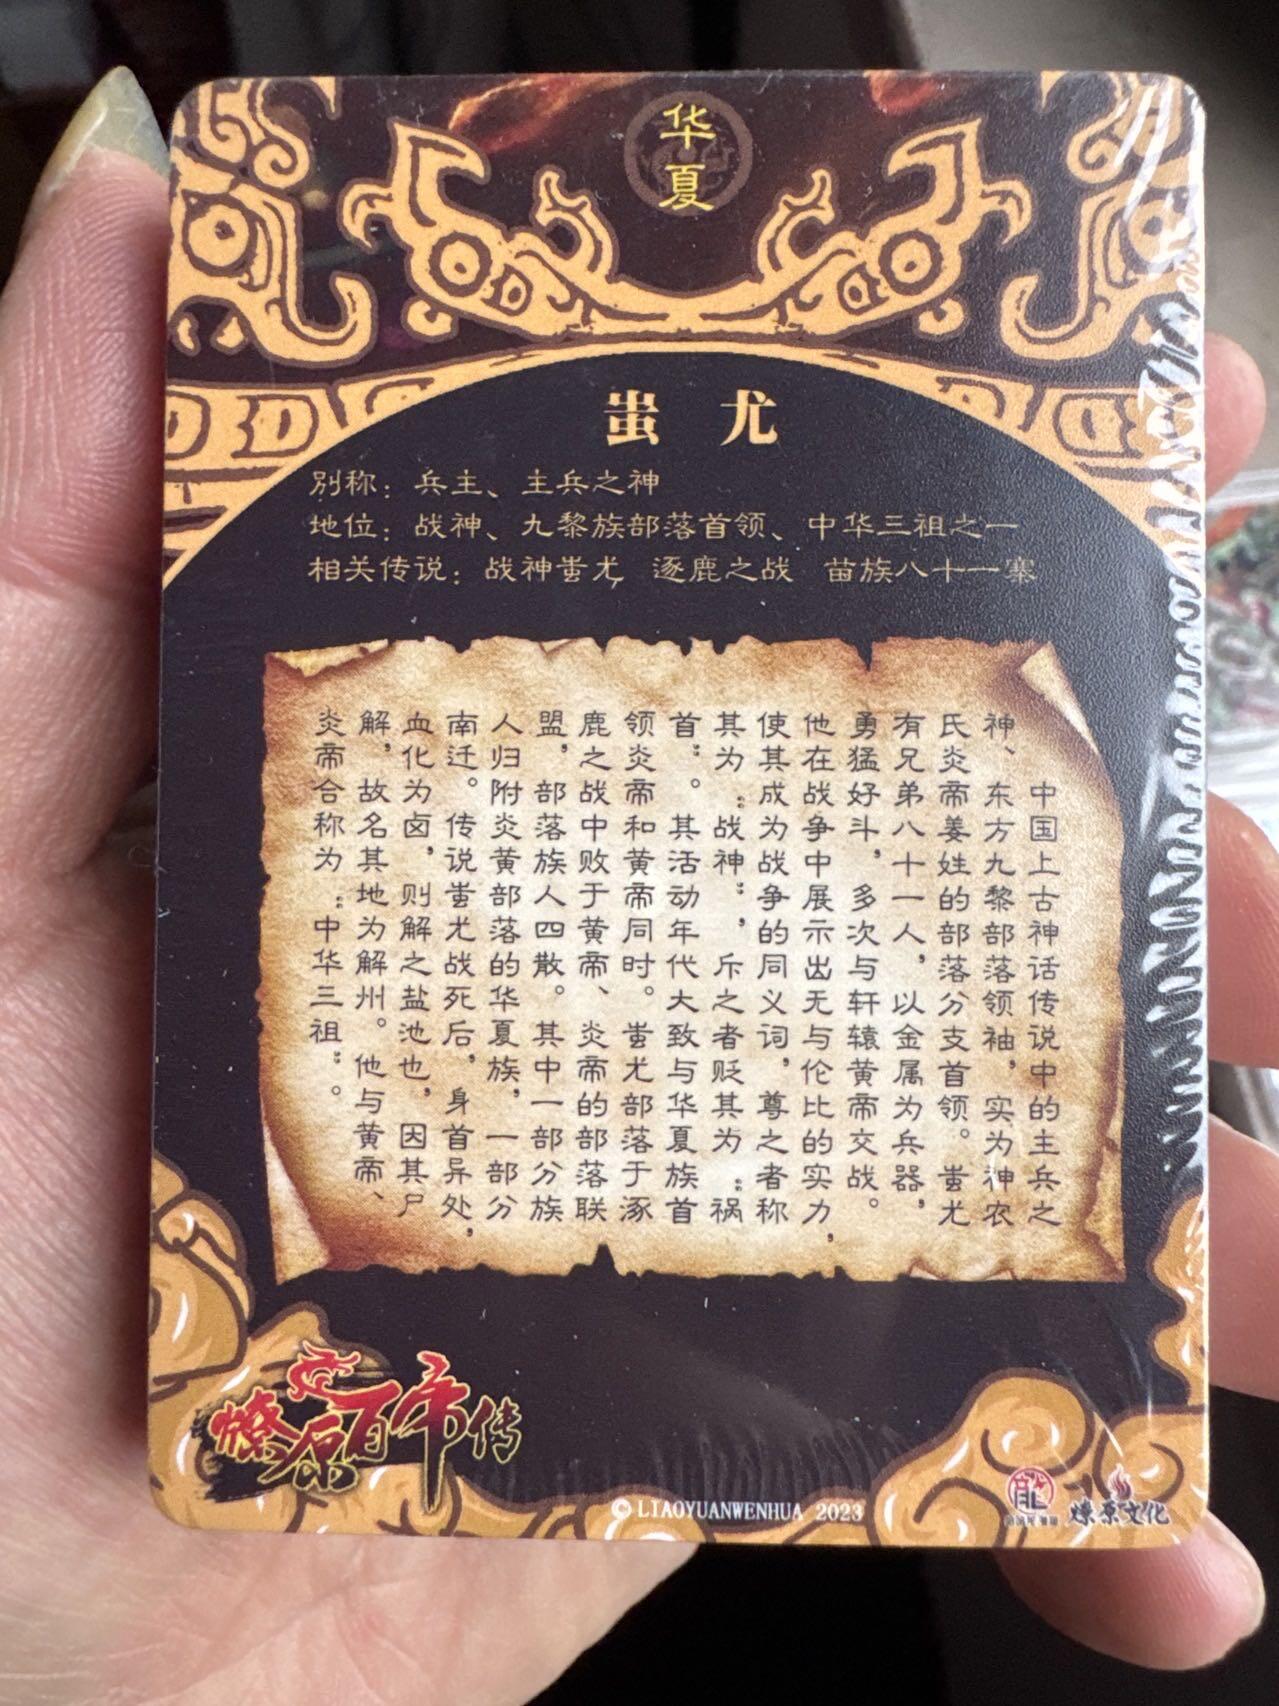 华夏
蚩尤
别称：兵主、主兵之神
地位：战神、九黎族部落首领、中华三祖之一
相关传说：战神蚩尤 逐鹿之战 苗族八十一寨
中国上古神话传说中的主兵之
神、东方九黎部落领袖，实为神农
氏炎帝姜姓的部落分支首领。蚩尤
有兄弟八十一人，以金属为兵器，
勇猛好斗，多次与轩辕黄帝交战。
他在战争中展示出无与伦比的实力，
使其成为战争的同义词，尊之者称
其为“战神”，斥之者贬其为“祸
首”。其活动年代大致与华夏族首
领炎帝和黄帝同时。蚩尤部落于涿
鹿之战中败于黄帝、炎帝的部落联
盟，部落族人四散。其中一部分族
人归附炎黄部落的华夏族，一部分
南迁。传说蚩尤战死后，身首异处，
血化为卤，则解之盐池也，因其尸
解，故名其地为解州。他与黄帝、
炎帝合称为“中华三祖”。
燎原百帝传
© LIAOYUANWENHUA 2023
龍
燎原文化